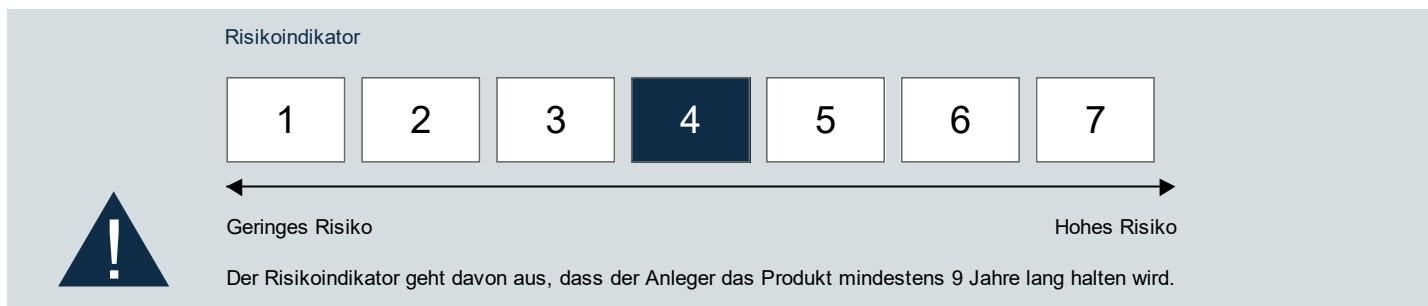 Risikoindikator
1 2 3 4 5 6 7
Geringes Risiko Hohes Risiko
!
Der Risikoindikator geht davon aus, dass der Anleger das Produkt mindestens 9 Jahre lang halten wird.